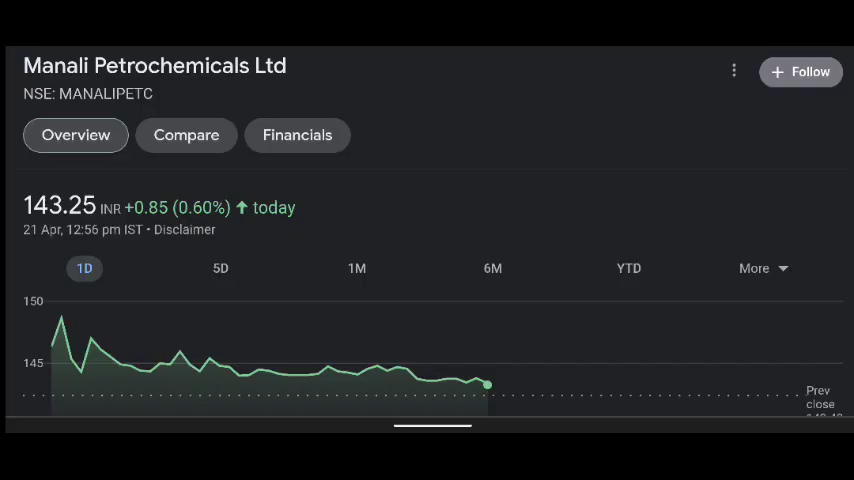 Manali Petrochemicals Ltd
+ Follow
NSE: MANALIPETC
Overview Compare Financials
143.25 INR +0.85 (0.60%) ↑ today
21 Apr, 12:56 pm IST • Disclaimer
1D 5D 1M 6M YTD More
150
145
Prev
close